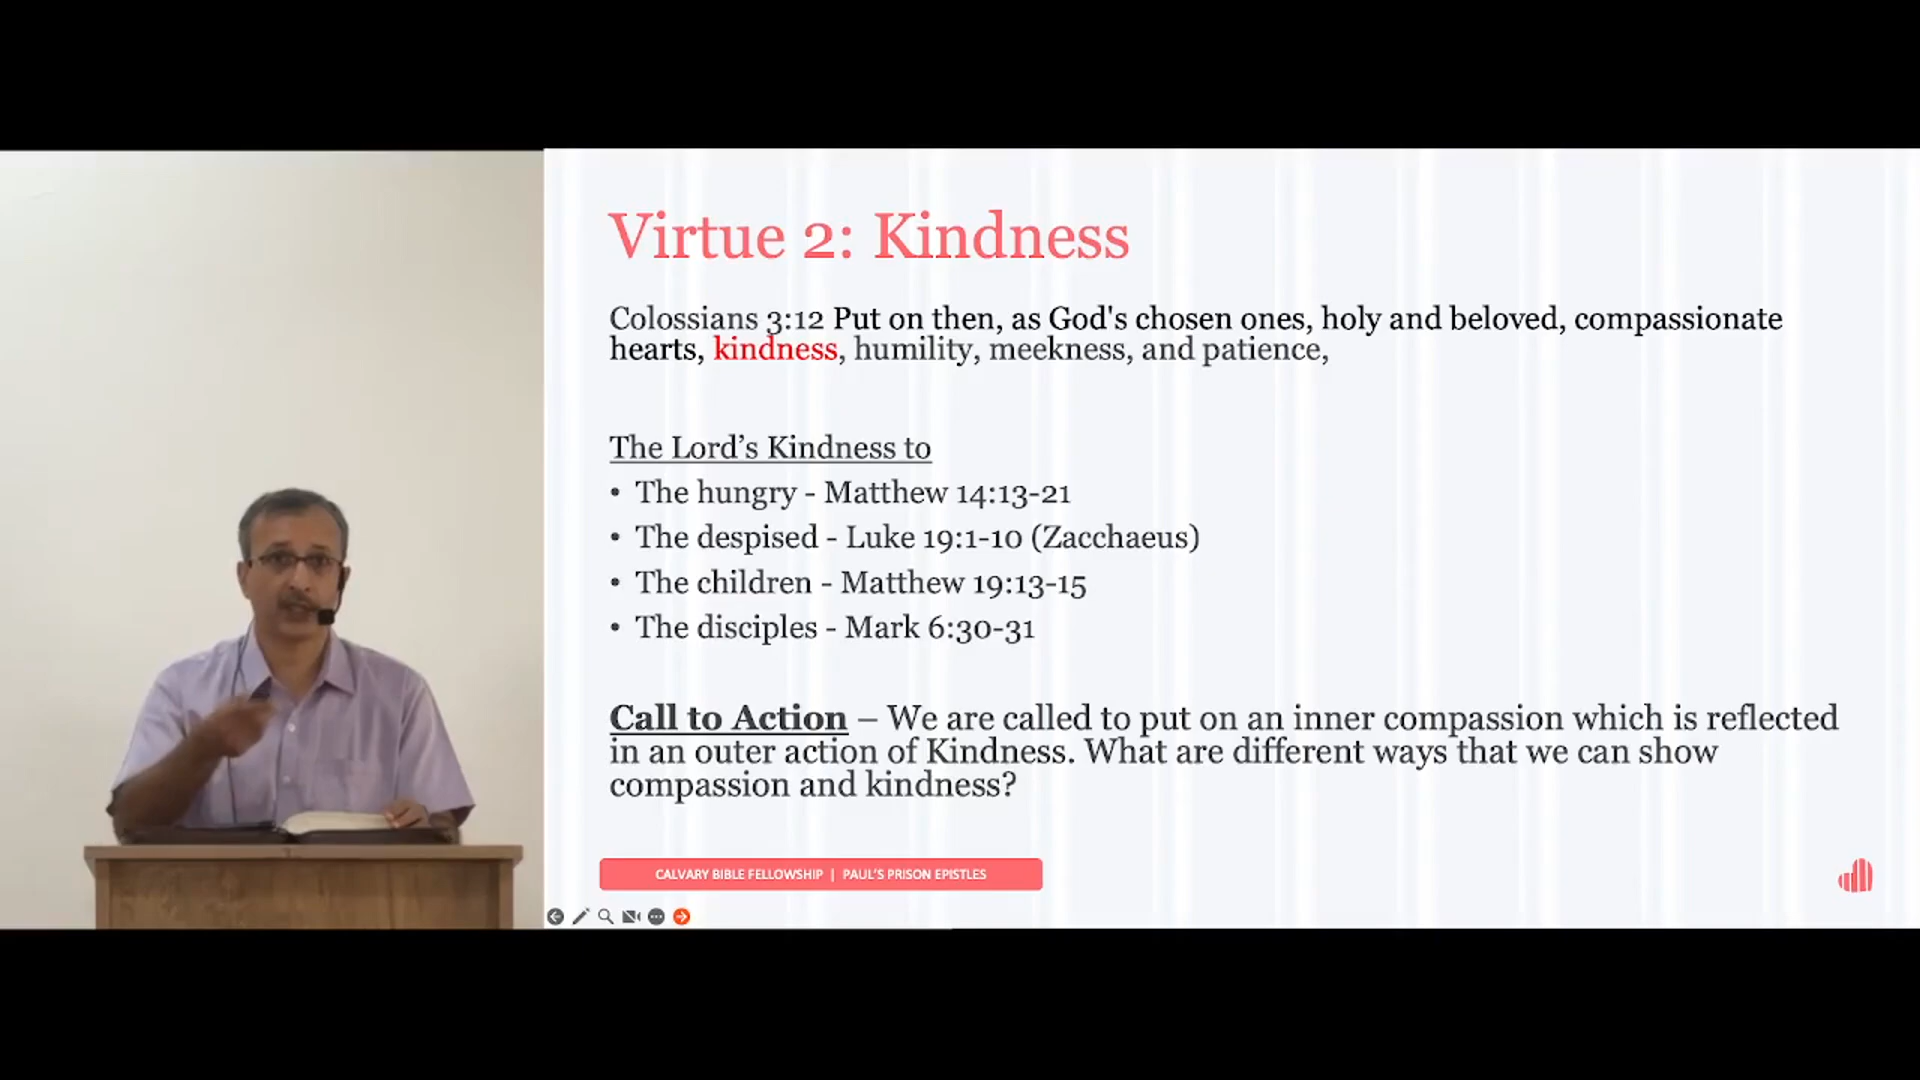 Virtue 2: Kindness
Colossians 3:12 Put on then, as God's chosen ones, holy and beloved, compassionate
hearts, kindness, humility, meekness, and patience,
The Lord’s Kindness to
• The hungry - Matthew 14:13-21
• The despised - Luke 19:1-10 (Zacchaeus)
• The children - Matthew 19:13-15
• The disciples - Mark 6:30-31
Call to Action – We are called to put on an inner compassion which is reflected
in an outer action of Kindness. What are different ways that we can show
compassion and kindness?
CALVARY BIBLE FELLOWSHIP | PAUL'S PRISON EPISTLES